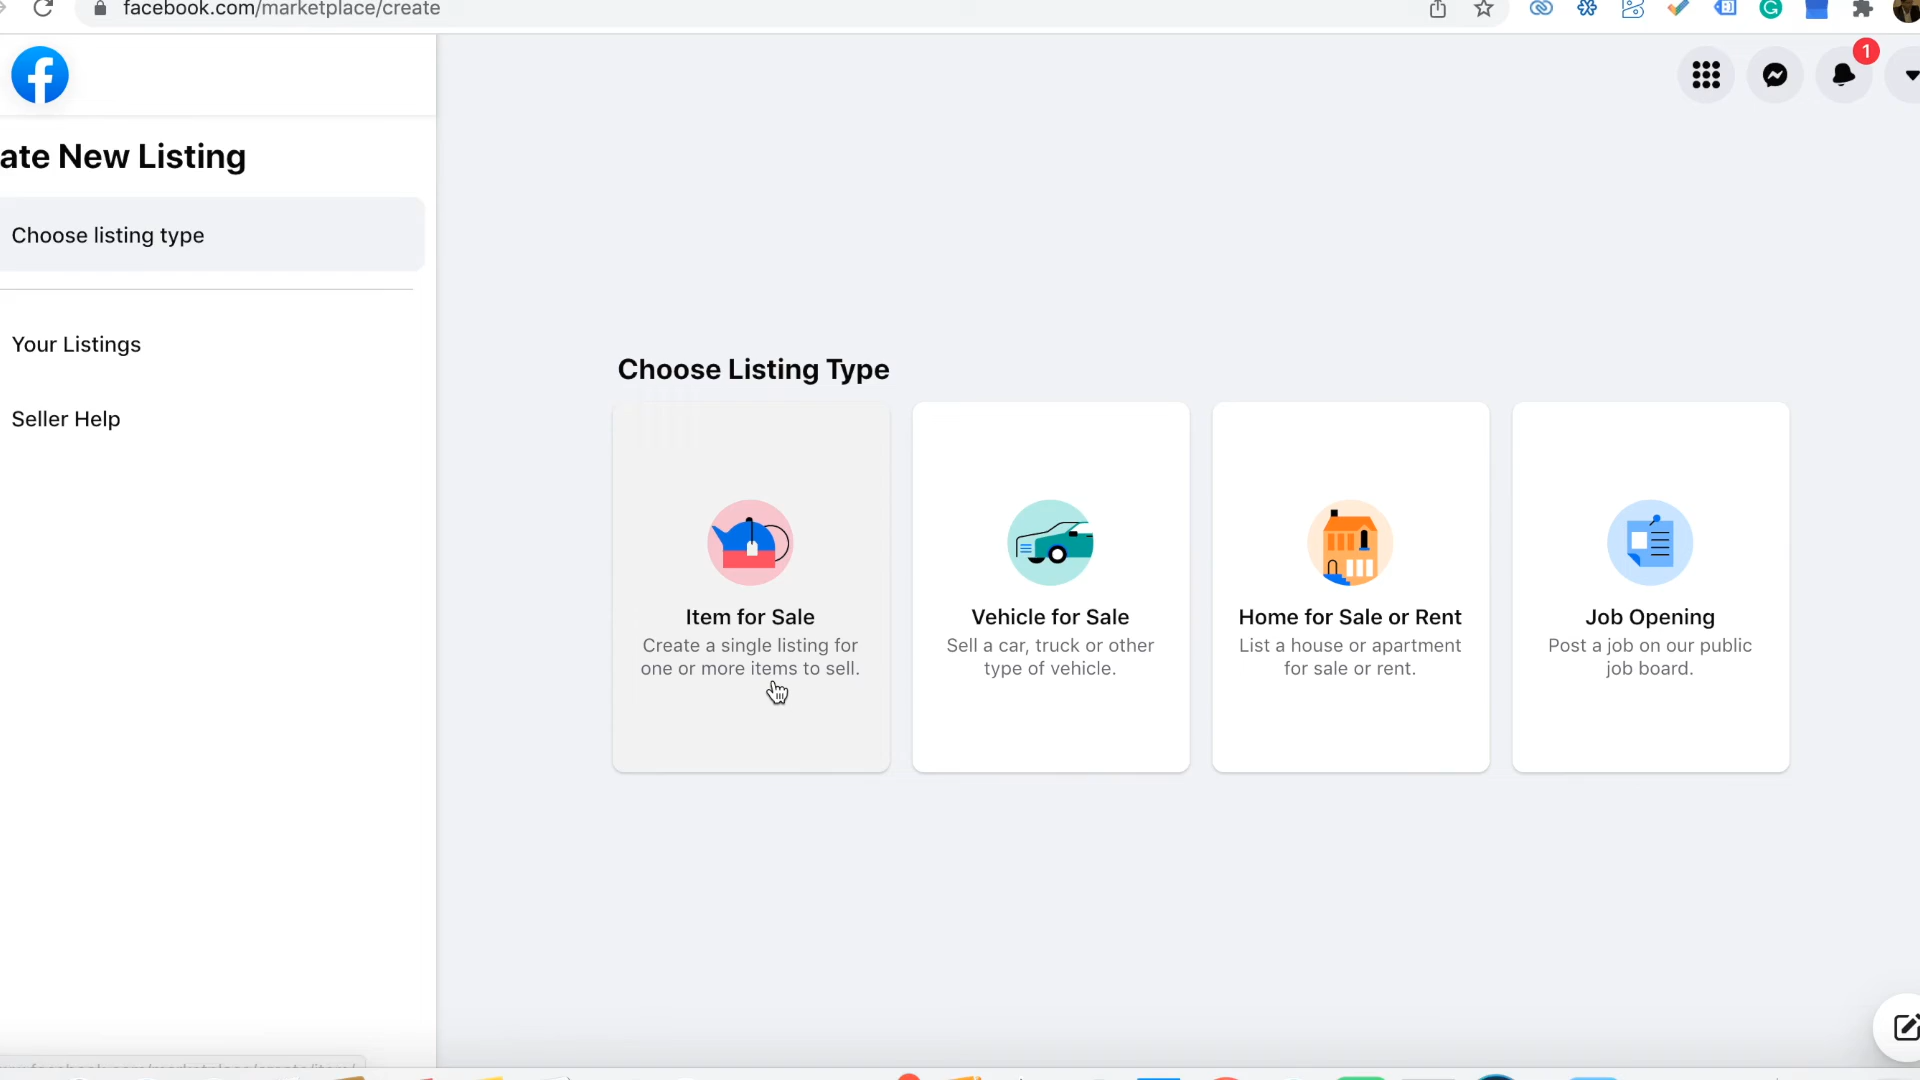 facebook.com/marketplace/create
1
ate New Listing
Choose listing type
Your Listings
Seller Help
Choose Listing Type
Item for Sale
Create a single listing for
one or more items to sell.
Vehicle for Sale
Sell a car, truck or other
type of vehicle.
Home for Sale or Rent
List a house or apartment
for sale or rent.
Job Opening
Post a job on our public
job board.